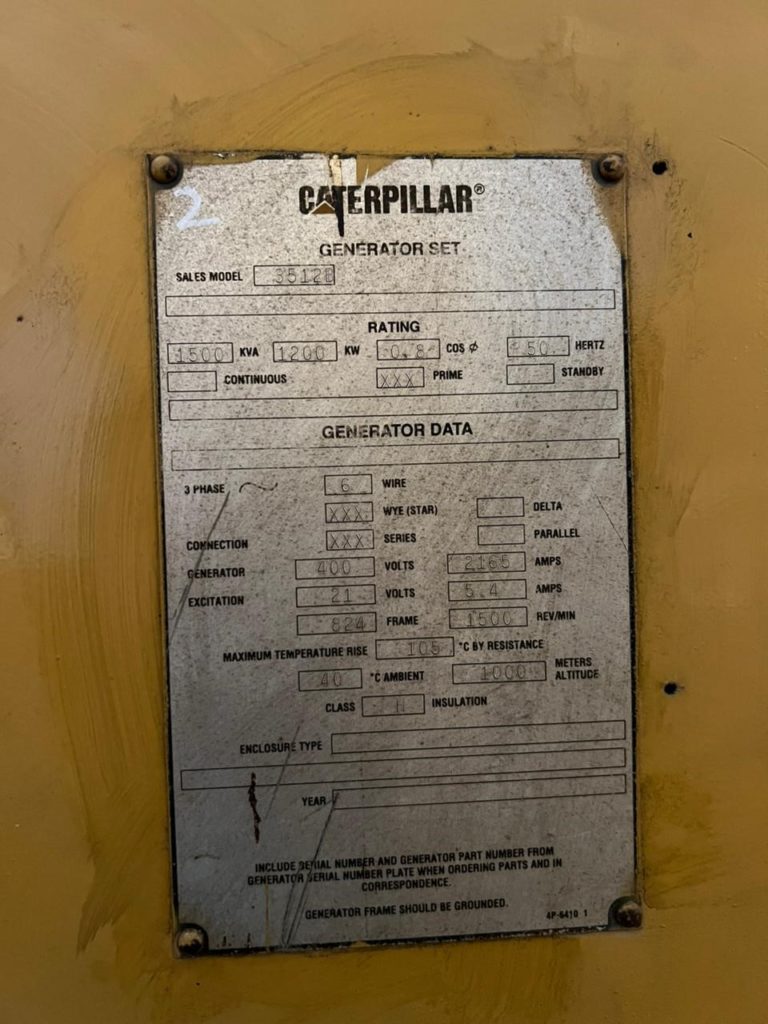 2
CATERPILLAR®
GENERATOR SET
SALES MODEL 3512B
RATING
1500 KVA 1200 KW 0.8 COS φ 50 HERTZ
CONTINUOUS XXX PRIME STANDBY
GENERATOR DATA
3 PHASE 6 WIRE
XXX WYE (STAR) DELTA
CONNECTION XXX SERIES PARALLEL
GENERATOR 400 VOLTS 2165 AMPS
EXCITATION 21 VOLTS 5.4 AMPS
824 FRAME 1500 REV/MIN
MAXIMUM TEMPERATURE RISE 105 °C BY RESISTANCE
40 °C AMBIENT 1000 METERS ALTITUDE
CLASS H INSULATION
ENCLOSURE TYPE
YEAR
INCLUDE SERIAL NUMBER AND GENERATOR PART NUMBER FROM
GENERATOR SERIAL NUMBER PLATE WHEN ORDERING PARTS AND IN
CORRESPONDENCE.
GENERATOR FRAME SHOULD BE GROUNDED.
4P-6410 1